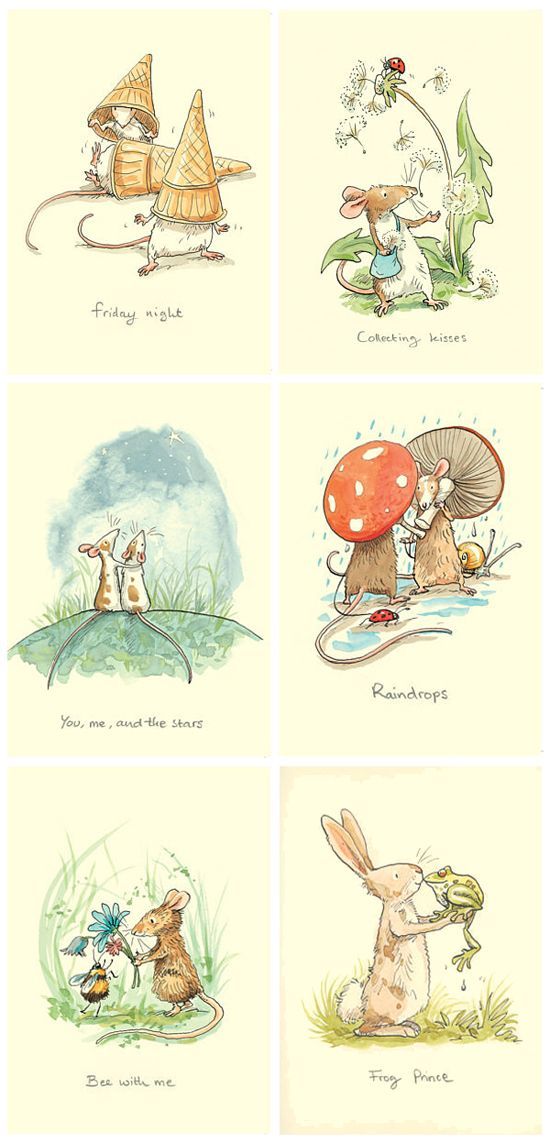 friday night
Collecting kisses
You, me, and the stars
Raindrops
Bee with me
Frog Prince